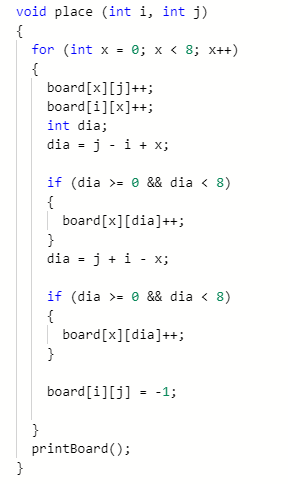 void place (int i, int j)
{
for (int x = 0; x < 8; x++)
{
board[x][j]++;
board[i][x]++;
int dia;
dia = j - i + x;
if (dia >= 0 && dia < 8)
{
board[x][dia]++;
}
dia = j + i - x;
if (dia >= 0 && dia < 8)
{
board[x][dia]++;
}
board[i][j] = -1;
}
printBoard();
}